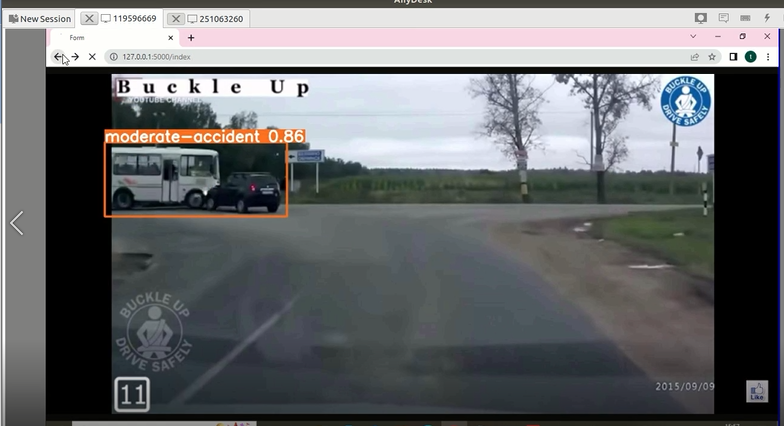 AnyDesk
New Session
119596669
251063260
Form
127.0.0.1:5000/index
Buckle Up
YOUTUBE CHANNEL
BUCKLE UP
DRIVE SAFELY
moderate-accident 0.86
BUCKLE UP
DRIVE SAFELY
11
2015/09/09
Like